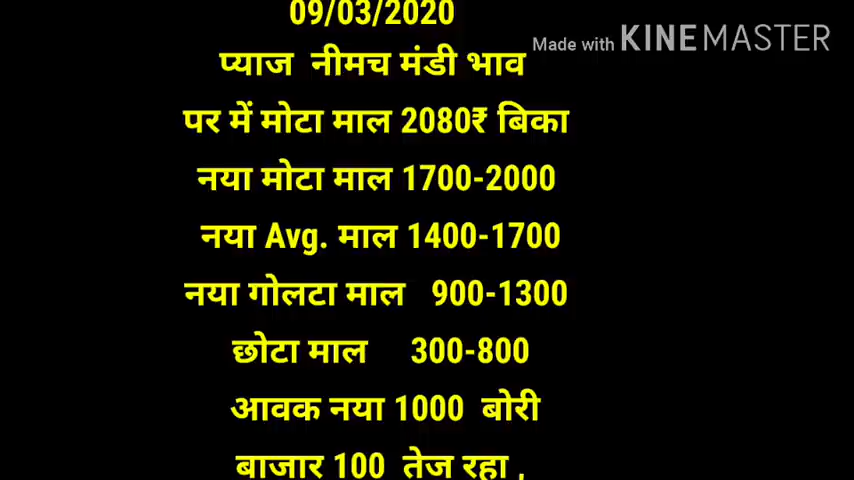 09/03/2020
Made with KINEMASTER
प्याज नीमच मंडी भाव
पर में मोटा माल 2080₹ बिका
नया मोटा माल 1700-2000
नया Avg. माल 1400-1700
नया गोलटा माल 900-1300
छोटा माल 300-800
आवक नया 1000 बोरी
बाजार 100 तेज रहा ,